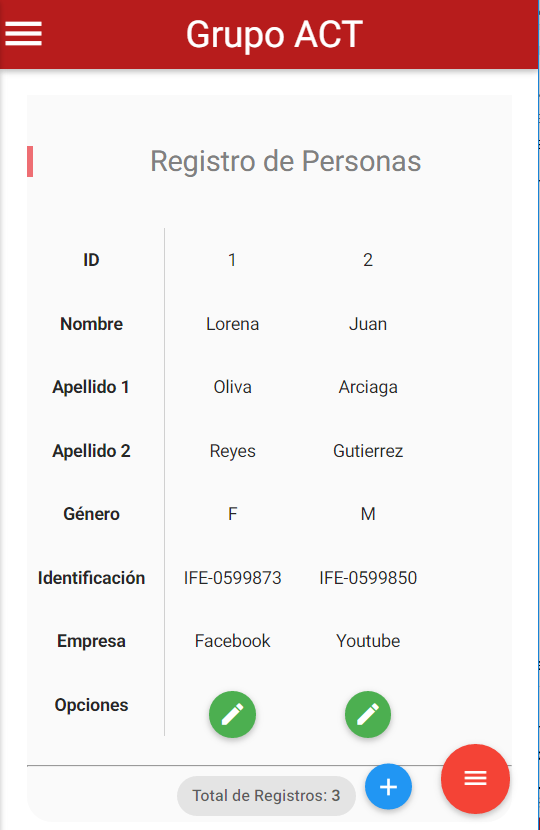 Grupo ACT
Registro de Personas
ID 1 2
Nombre Lorena Juan
Apellido 1 Oliva Arciaga
Apellido 2 Reyes Gutierrez
Género F M
Identificación IFE-0599873 IFE-0599850
Empresa Facebook Youtube
Opciones
Total de Registros: 3